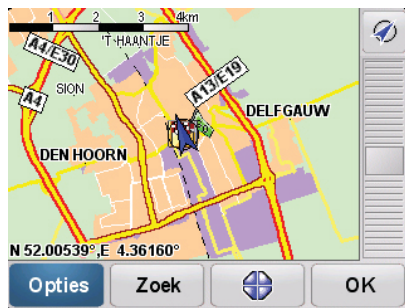 1 2 3 4km
'T HAANTJE
A4/E30
A13/E19
SION
A4
DELFGAUW
DEN HOORN
N 52.00539°,E 4.36160°
Opties Zoek OK